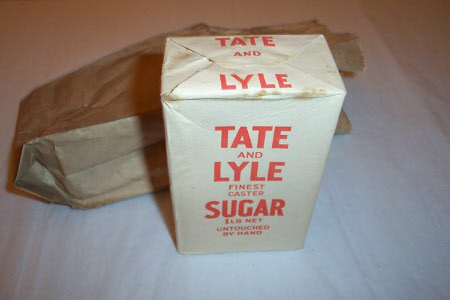 TATE
AND
LYLE
TATE
AND
LYLE
FINEST
CASTER
SUGAR
1LB NET
UNTOUCHED
BY HAND